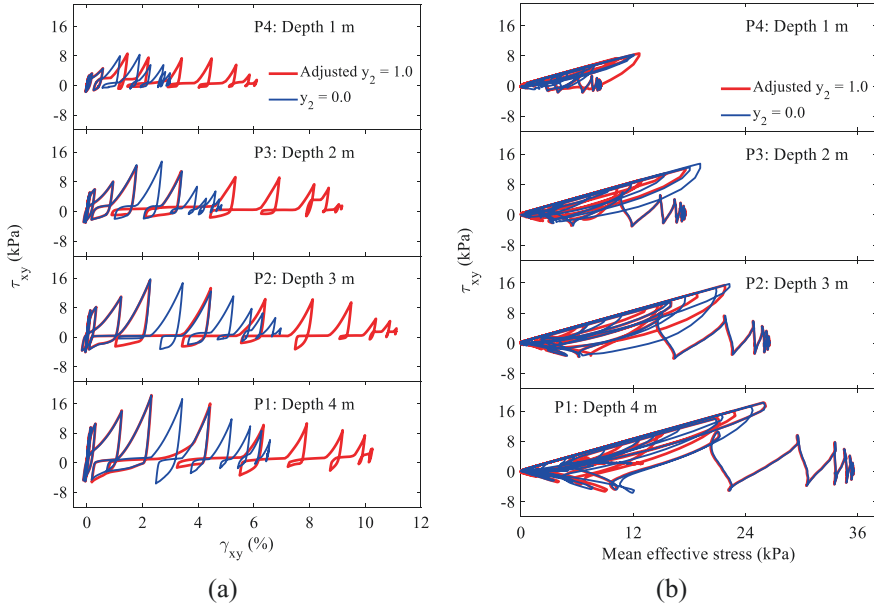 P4: Depth 1 m
16
8
0
-8
Adjusted y2 = 1.0
y2 = 0.0
P3: Depth 2 m
16
8
0
-8
P2: Depth 3 m
16
8
0
-8
P1: Depth 4 m
16
8
0
-8
τxy (kPa)
0 2 4 6 8 10 12
γxy (%)
(a)
P4: Depth 1 m
16
8
0
-8
Adjusted y2 = 1.0
y2 = 0.0
P3: Depth 2 m
16
8
0
-8
P2: Depth 3 m
16
8
0
-8
P1: Depth 4 m
16
8
0
-8
τxy (kPa)
0 12 24 36
Mean effective stress (kPa)
(b)